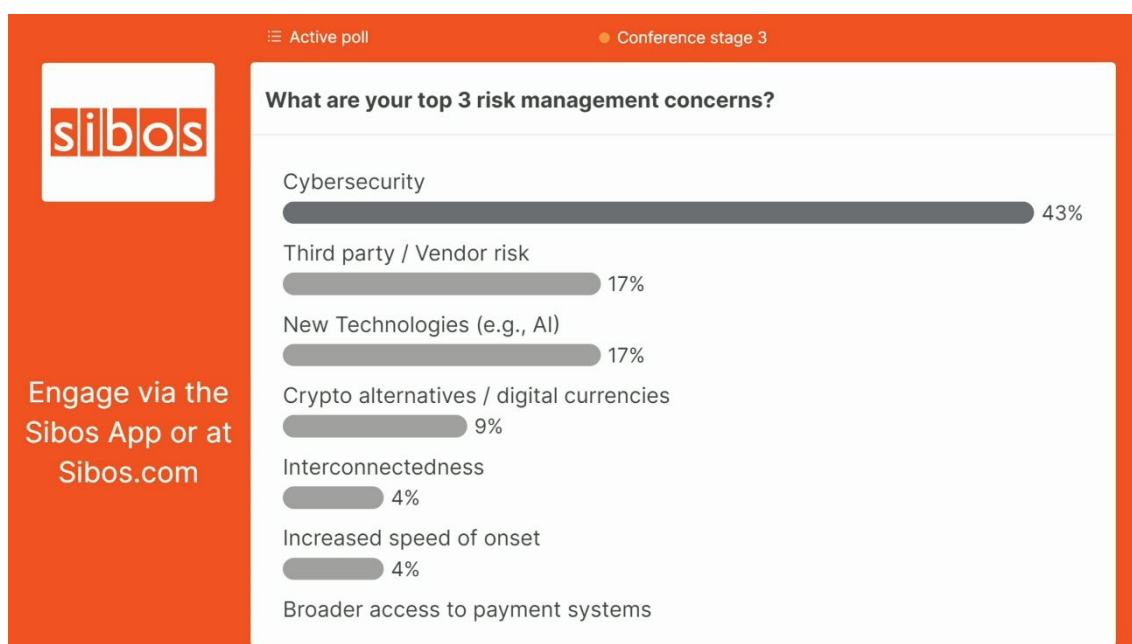 Active poll
Conference stage 3
sibos
What are your top 3 risk management concerns?
Cybersecurity
43%
Third party / Vendor risk
17%
New Technologies (e.g., AI)
17%
Crypto alternatives / digital currencies
9%
Interconnectedness
4%
Increased speed of onset
4%
Broader access to payment systems
Engage via the
Sibos App or at
Sibos.com